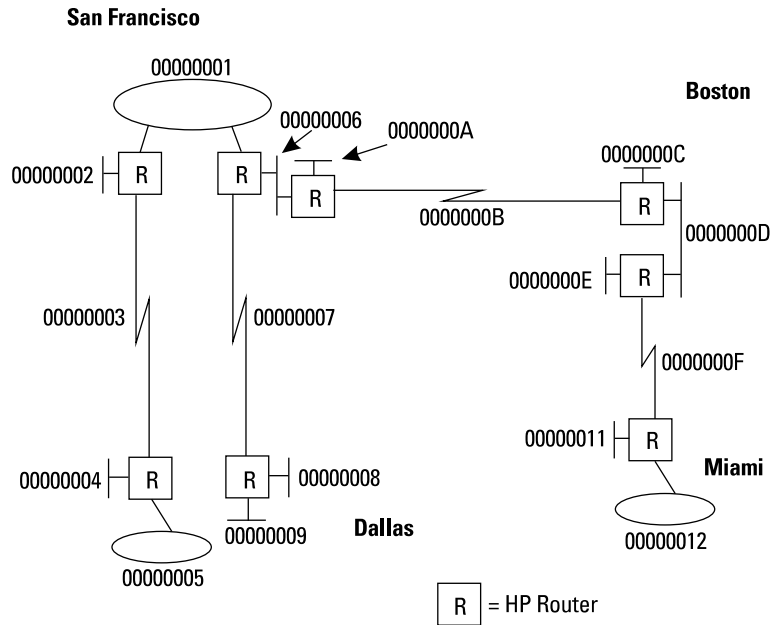 San Francisco
00000001
Boston
00000006
0000000A
0000000C
00000002
R
R
R
R
0000000B
0000000D
0000000E
R
00000003
00000007
0000000F
00000011
R
00000004
R
R
00000008
Miami
00000009
Dallas
00000012
00000005
R = HP Router